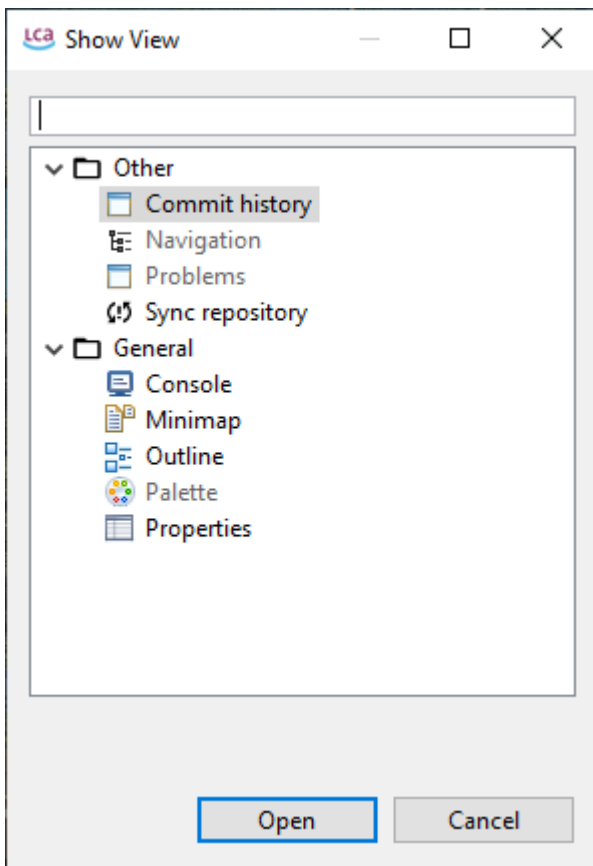 LCa Show View
Other
Commit history
Navigation
Problems
Sync repository
General
Console
Minimap
Outline
Palette
Properties
Open Cancel